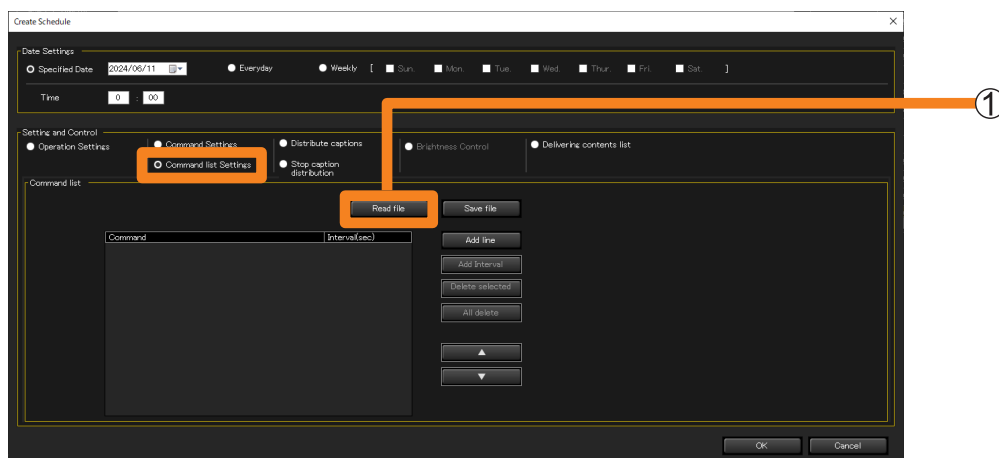 Create Schedule
Date Settings
Specified Date 2024/06/11 Everyday Weekly [ Sun. Mon. Tue. Wed. Thur. Fri. Sat. ]
Time 0 : 00
①
Setting and Control
Operation Settings Command Settings Distribute captions Brightness Control Delivering contents list
Command list Settings Stop caption
distribution
Command list
Read file Save file
Command Interval(sec)
Add line
Add Interval
Delete selected
All delete
▲
▼
OK Cancel